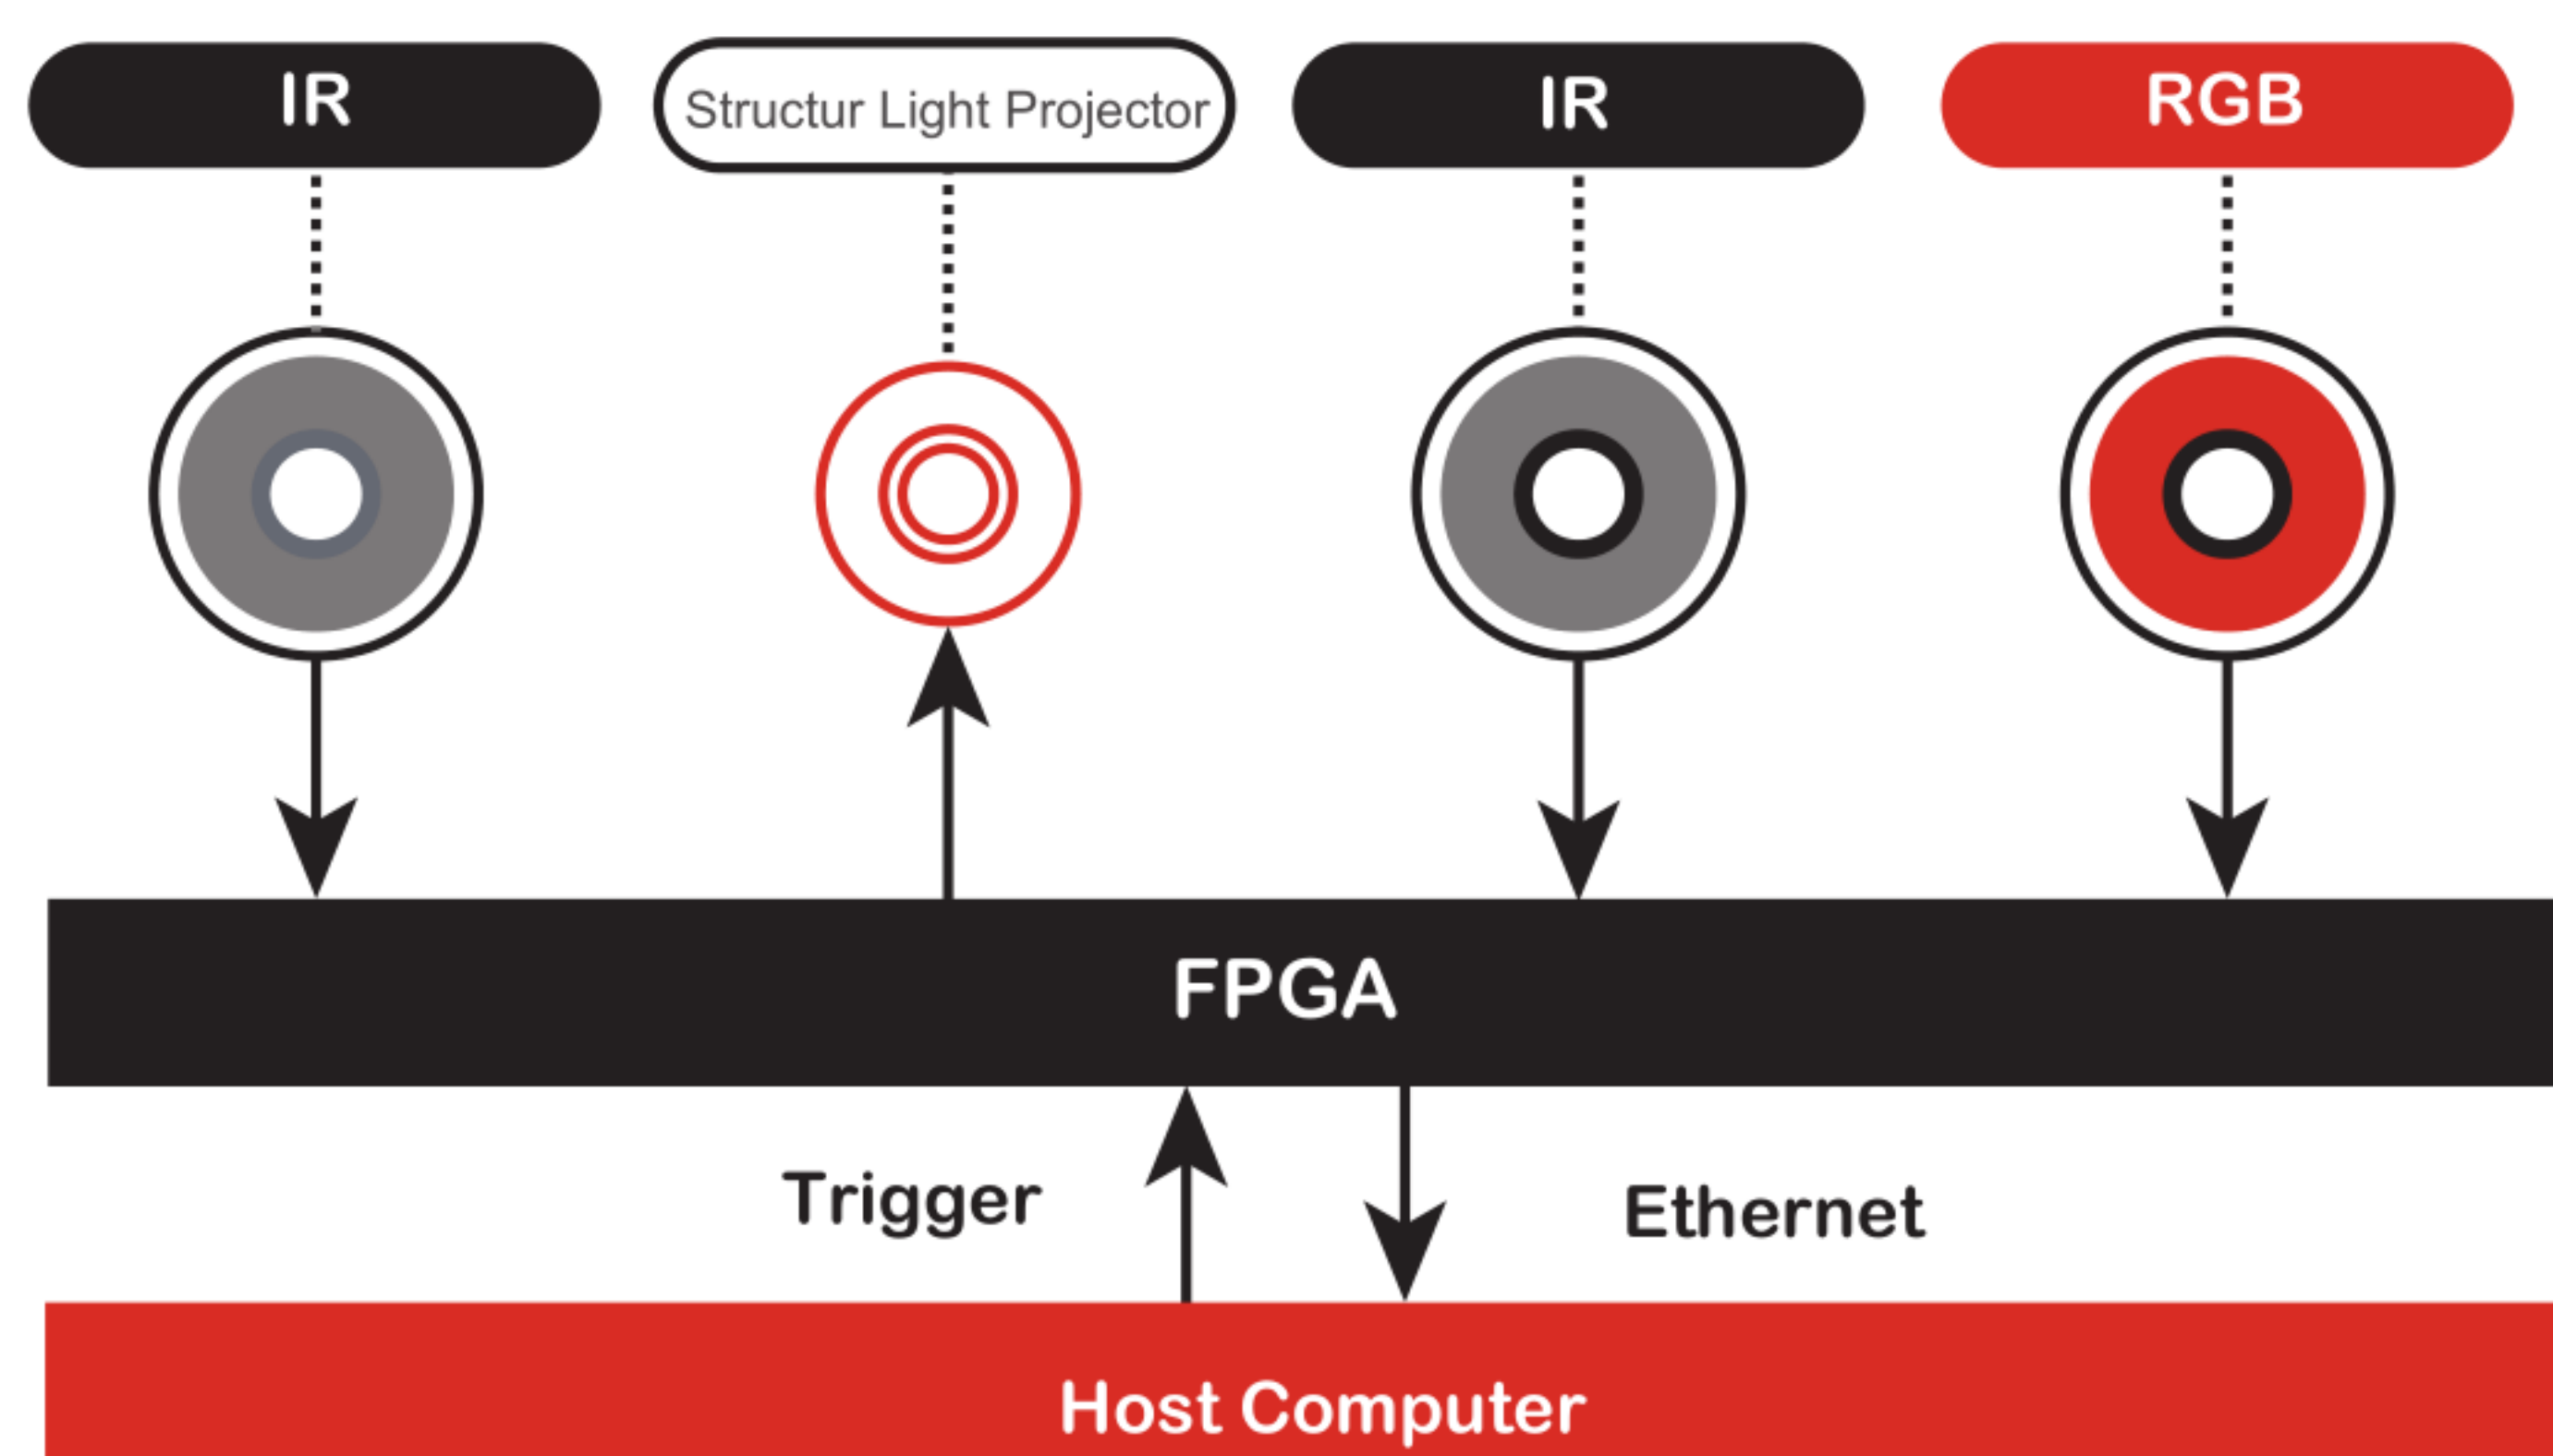 IR
Structur Light Projector
IR
RGB
FPGA
Trigger
Ethernet
Host Computer